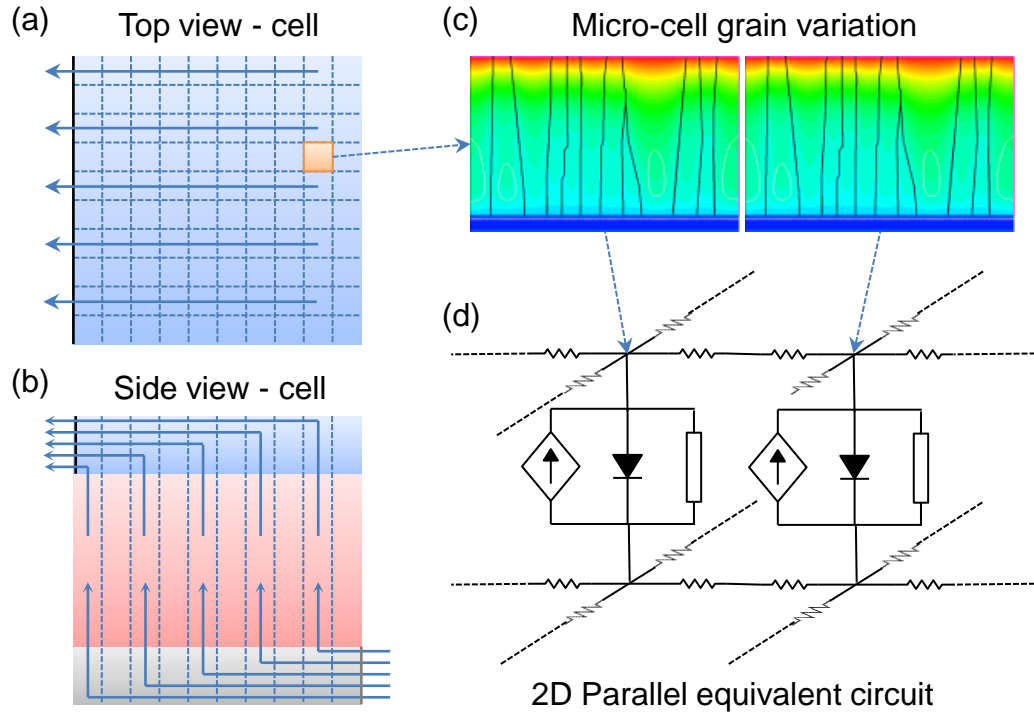 (a)
Top view - cell
(b)
Side view - cell
(c)
Micro-cell grain variation
(d)
2D Parallel equivalent circuit